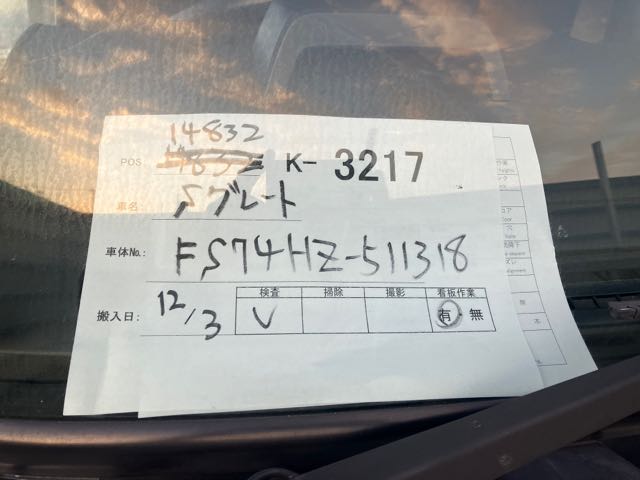 14832
POS K-3217
車名: Sグレート
車体No.: FS74HZ-511318
搬入日: 12/3
検査 掃除 撮影 看板作業
V 有 無